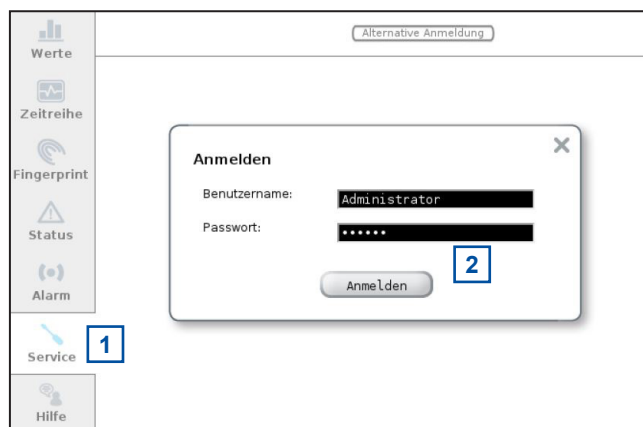 Werte
Alternative Anmeldung
Zeitreihe
Fingerprint
Status
Alarm
Service
Hilfe
1
Anmelden
Benutzername: Administrator
Passwort: ••••••
2
Anmelden